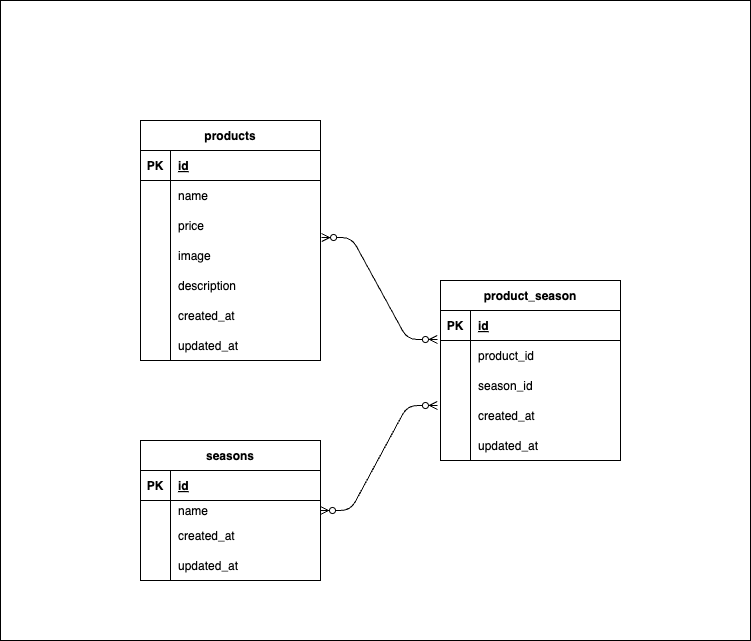 products
PK id
name
price
image
description
created_at
updated_at
product_season
PK id
product_id
season_id
created_at
updated_at
seasons
PK id
name
created_at
updated_at